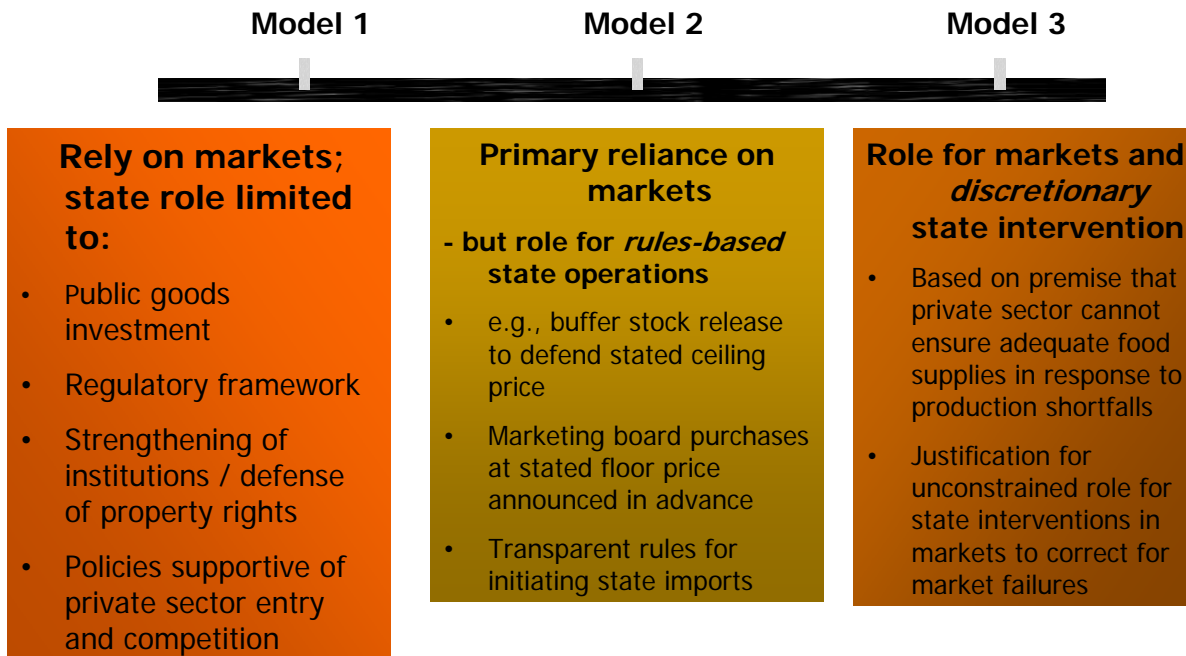 Model 1
Model 2
Model 3
Rely on markets;
state role limited
to:
• Public goods
investment
• Regulatory framework
• Strengthening of
institutions / defense
of property rights
• Policies supportive of
private sector entry
and competition
Primary reliance on
markets
- but role for rules-based
state operations
• e.g., buffer stock release
to defend stated ceiling
price
• Marketing board purchases
at stated floor price
announced in advance
• Transparent rules for
initiating state imports
Role for markets and
discretionary
state intervention
• Based on premise that
private sector cannot
ensure adequate food
supplies in response to
production shortfalls
• Justification for
unconstrained role for
state interventions in
markets to correct for
market failures